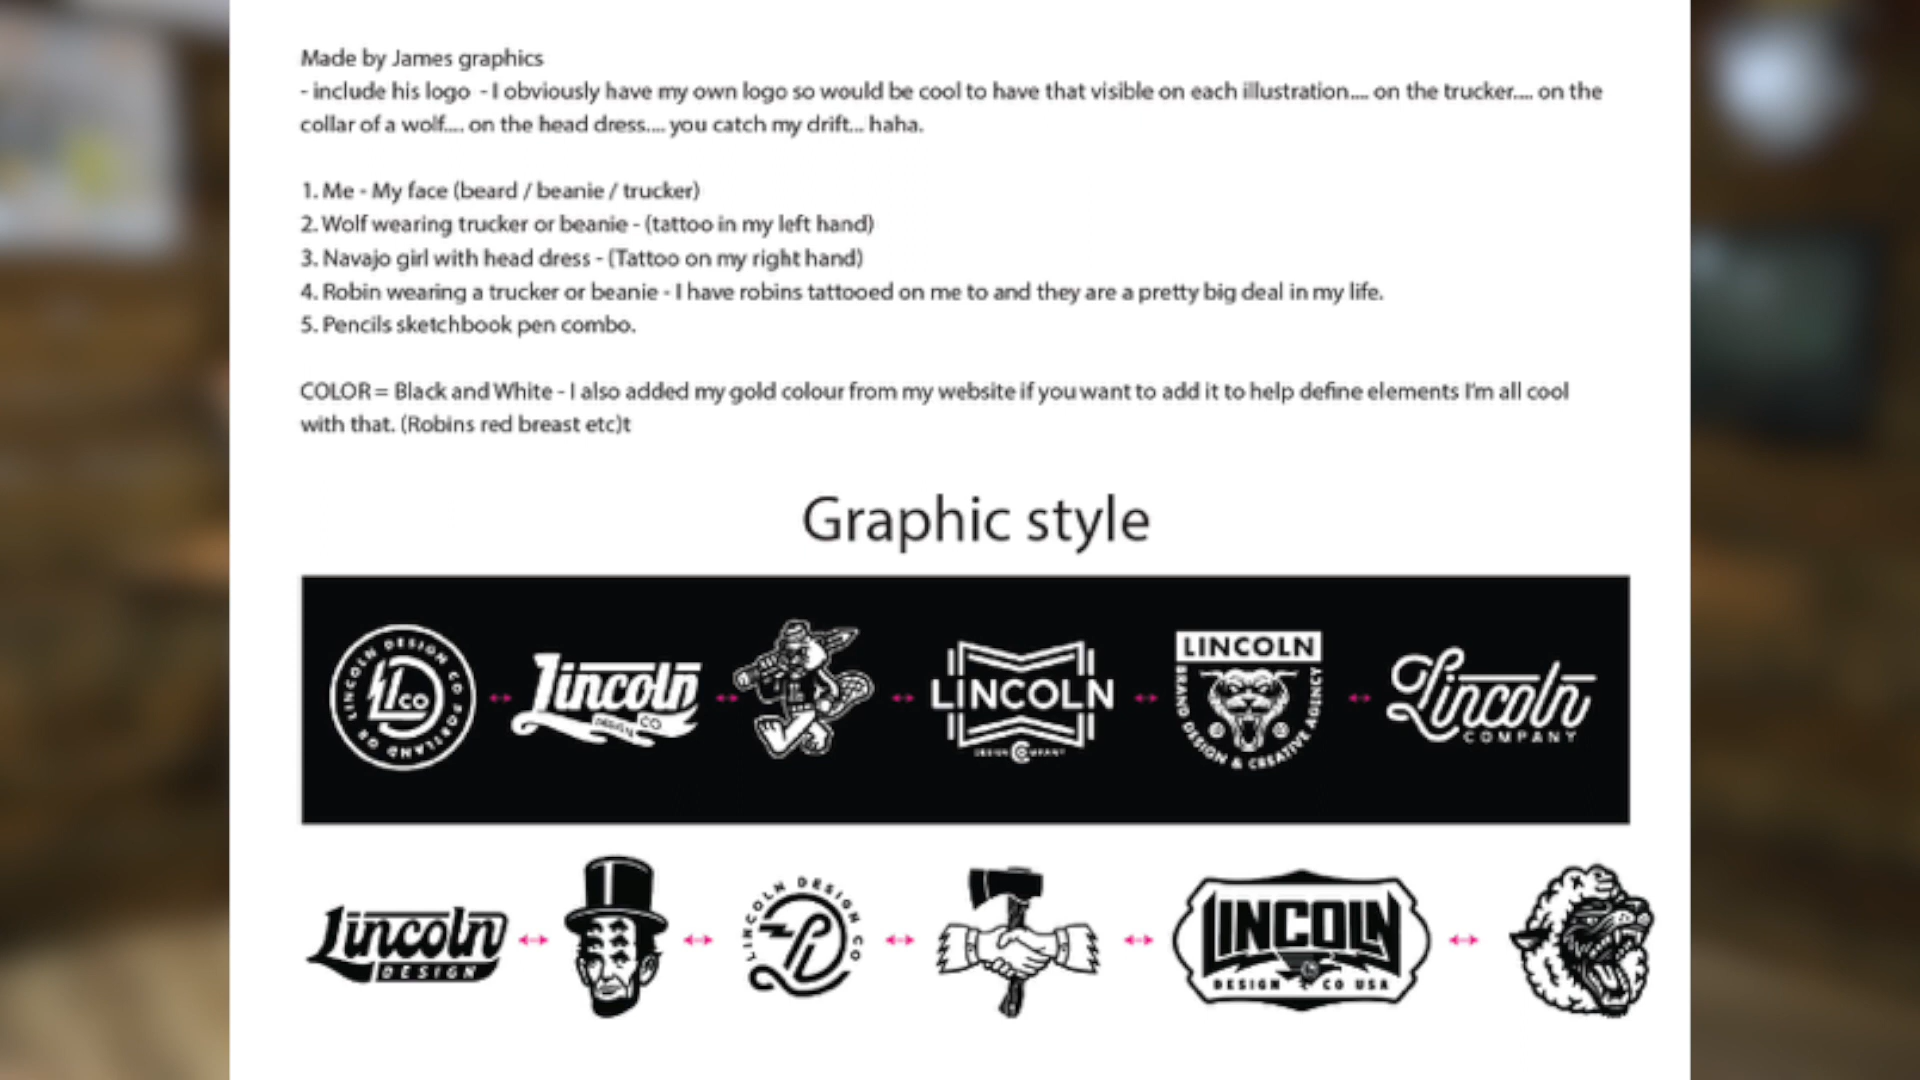 Made by James graphics
- include his logo  - I obviously have my own logo so would be cool to have that visible on each illustration.... on the trucker.... on the
collar of a wolf.... on the head dress.... you catch my drift... haha.
1. Me - My face (beard / beanie / trucker)
2. Wolf wearing trucker or beanie - (tattoo in my left hand)
3. Navajo girl with head dress - (Tattoo on my right hand)
4. Robin wearing a trucker or beanie - I have robins tattooed on me to and they are a pretty big deal in my life.
5. Pencils sketchbook pen combo.
COLOR = Black and White - I also added my gold colour from my website if you want to add it to help define elements I'm all cool
with that. (Robins red breast etc)t
Graphic style
LINCOLN DESIGN CO PORTLAND OR
LDCO
Lincoln
DESIGN CO
LINCOLN
DESIGN COMPANY
LINCOLN
BRAND DESIGN & CREATIVE AGENCY
Lincoln
COMPANY
Lincoln
DESIGN
LINCOLN DESIGN CO
LINCOLN
DESIGN CO USA